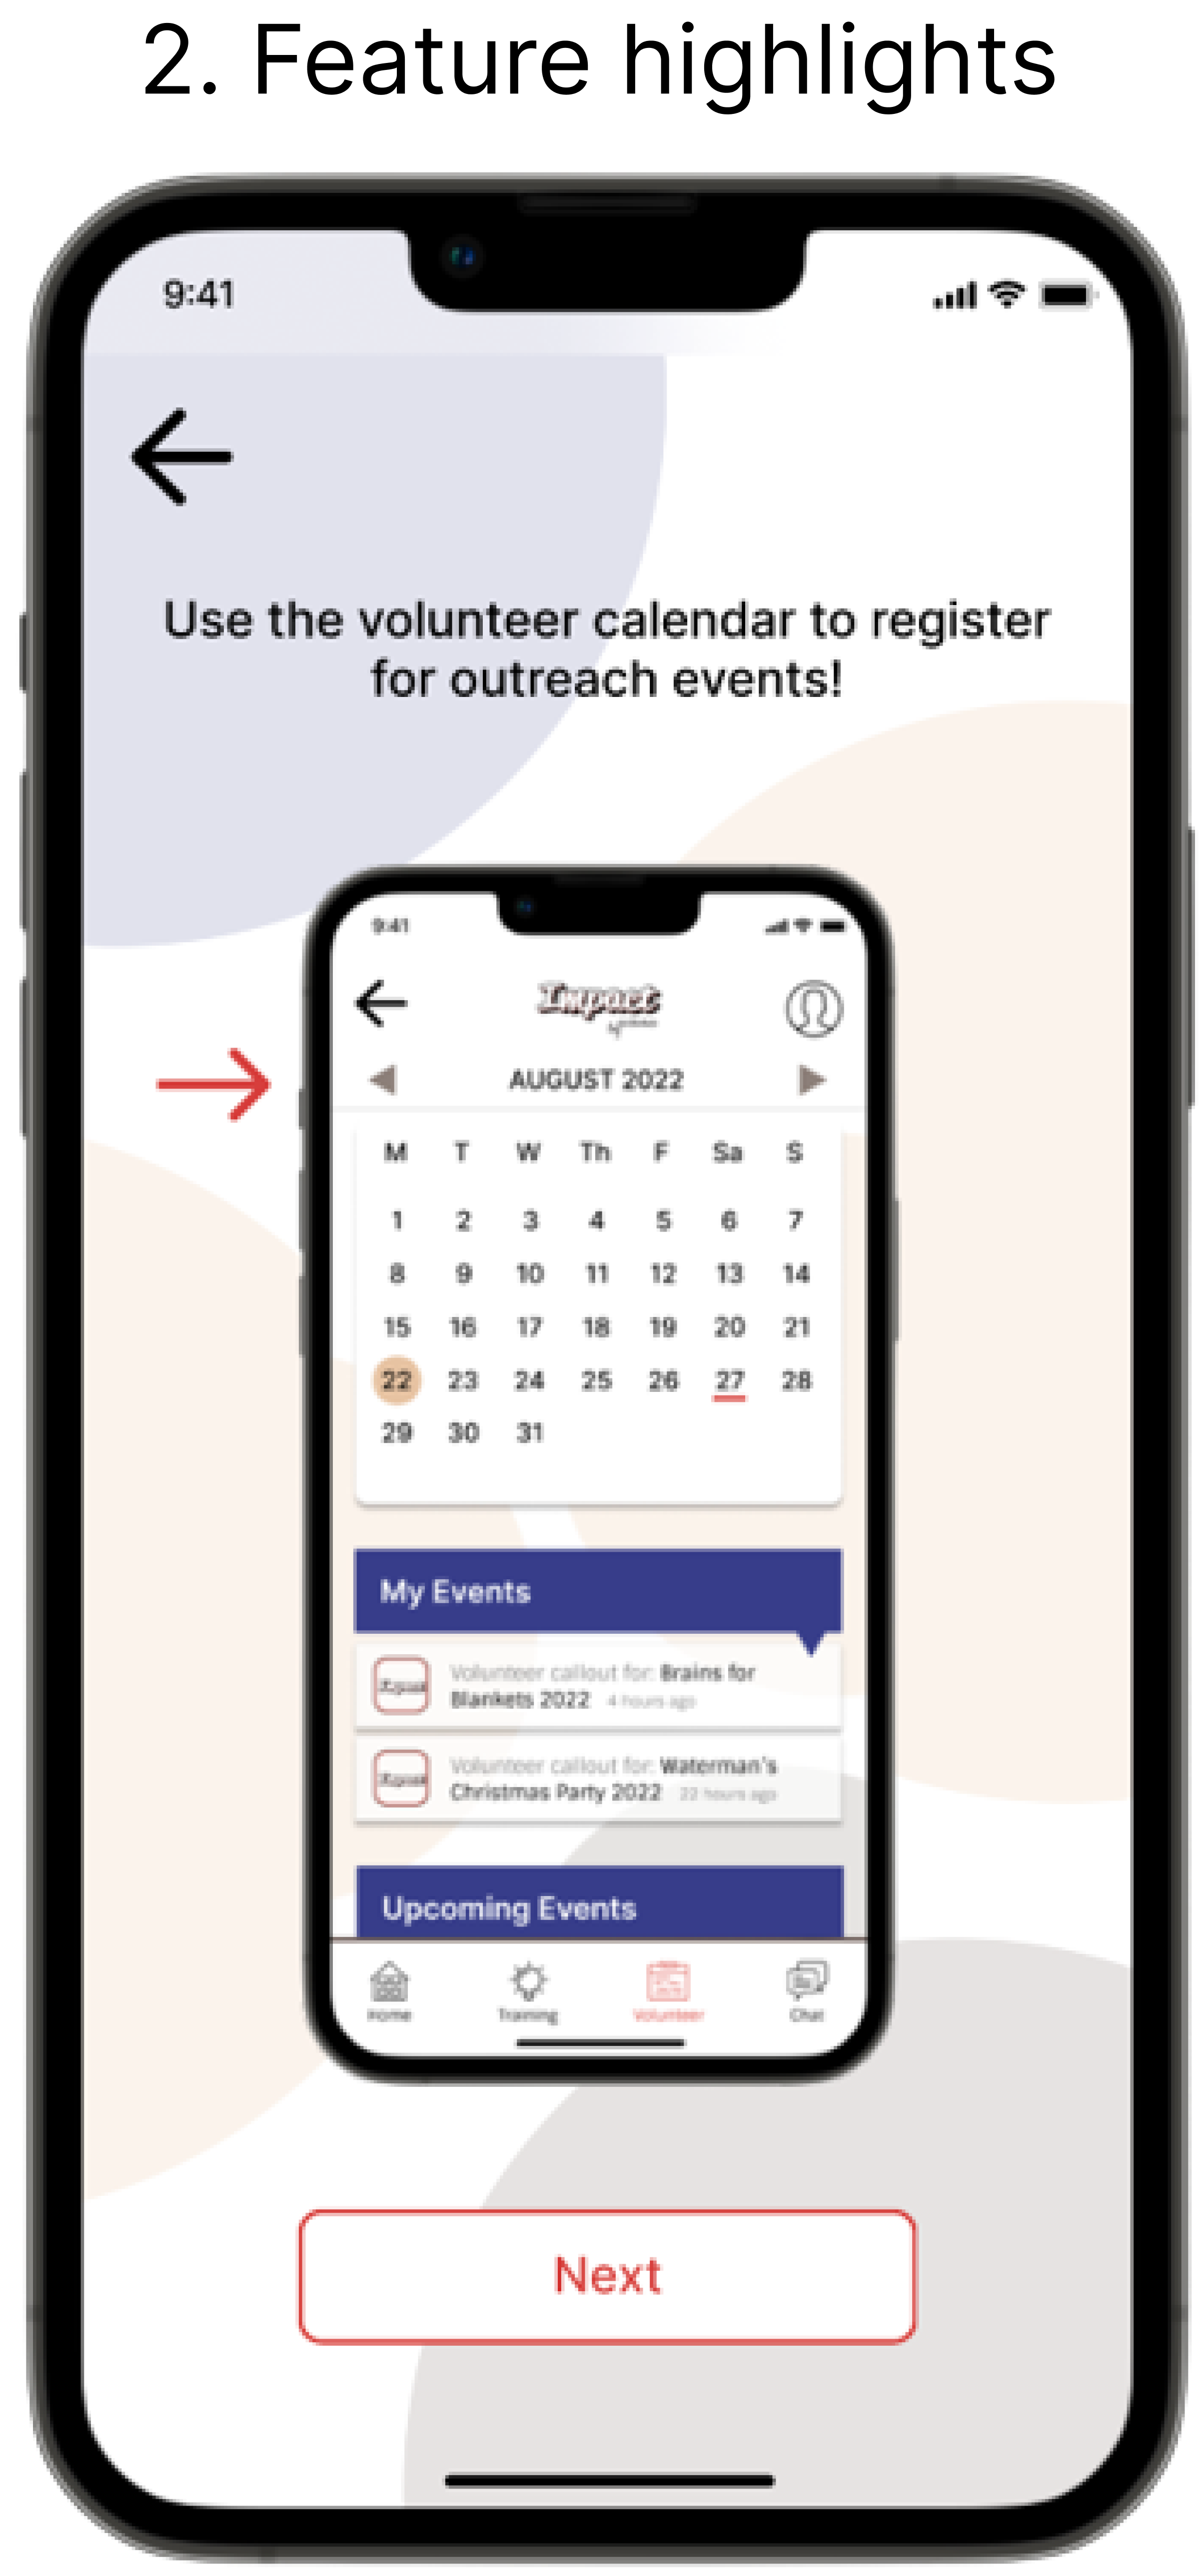 2. Feature highlights
9:41
Use the volunteer calendar to register
for outreach events!
9:41
Impact
AUGUST 2022
M T W Th F Sa S
1 2 3 4 5 6 7
8 9 10 11 12 13 14
15 16 17 18 19 20 21
22 23 24 25 26 27 28
29 30 31
My Events
Volunteer callout for: Brains for
Blankets 2022 4 hours ago
Volunteer callout for: Waterman's
Christmas Party 2022 22 hours ago
Upcoming Events
Home Training Volunteer Chat
Next